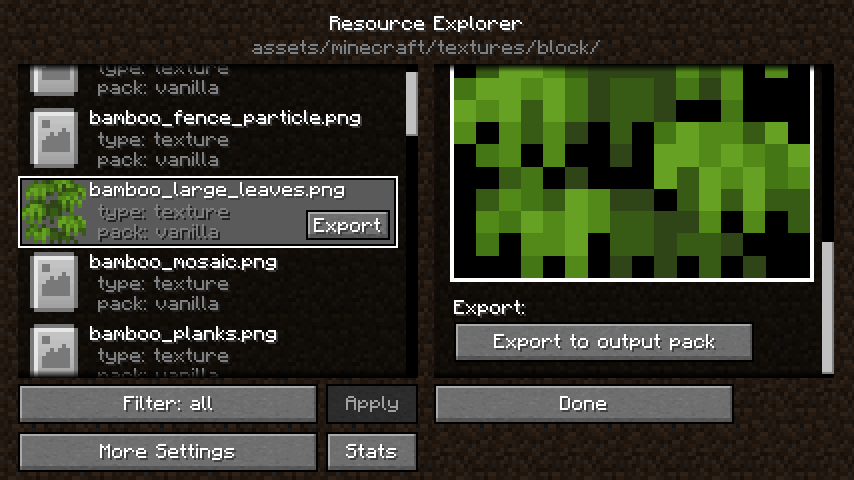 Resource Explorer
assets/minecraft/textures/block/
type: texture
pack: vanilla
bamboo_fence_particle.png
type: texture
pack: vanilla
bamboo_large_leaves.png
type: texture
pack: vanilla
Export
bamboo_mosaic.png
type: texture
pack: vanilla
bamboo_planks.png
type: texture
pack: vanilla
Export:
Export to output pack
Filter: all
Apply
Done
More Settings
Stats